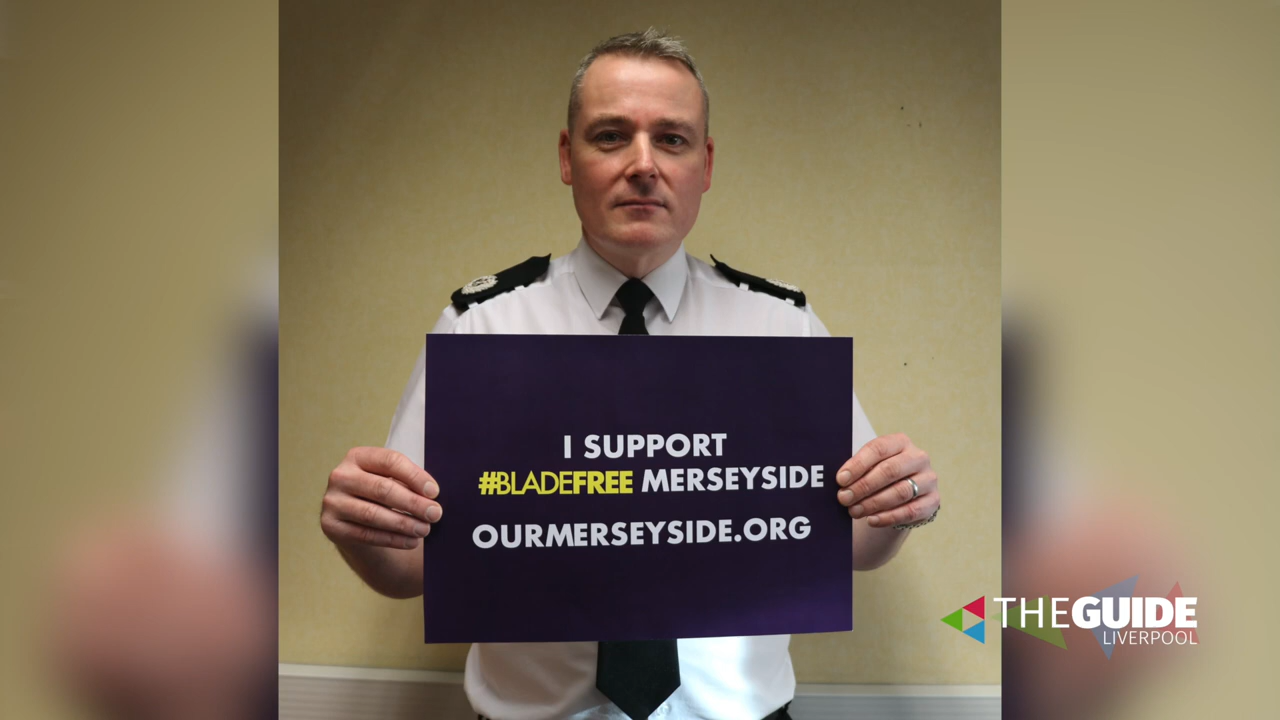 I SUPPORT
#BLADEFREE MERSEYSIDE
OURMERSEYSIDE.ORG
THEGUIDE
LIVERPOOL